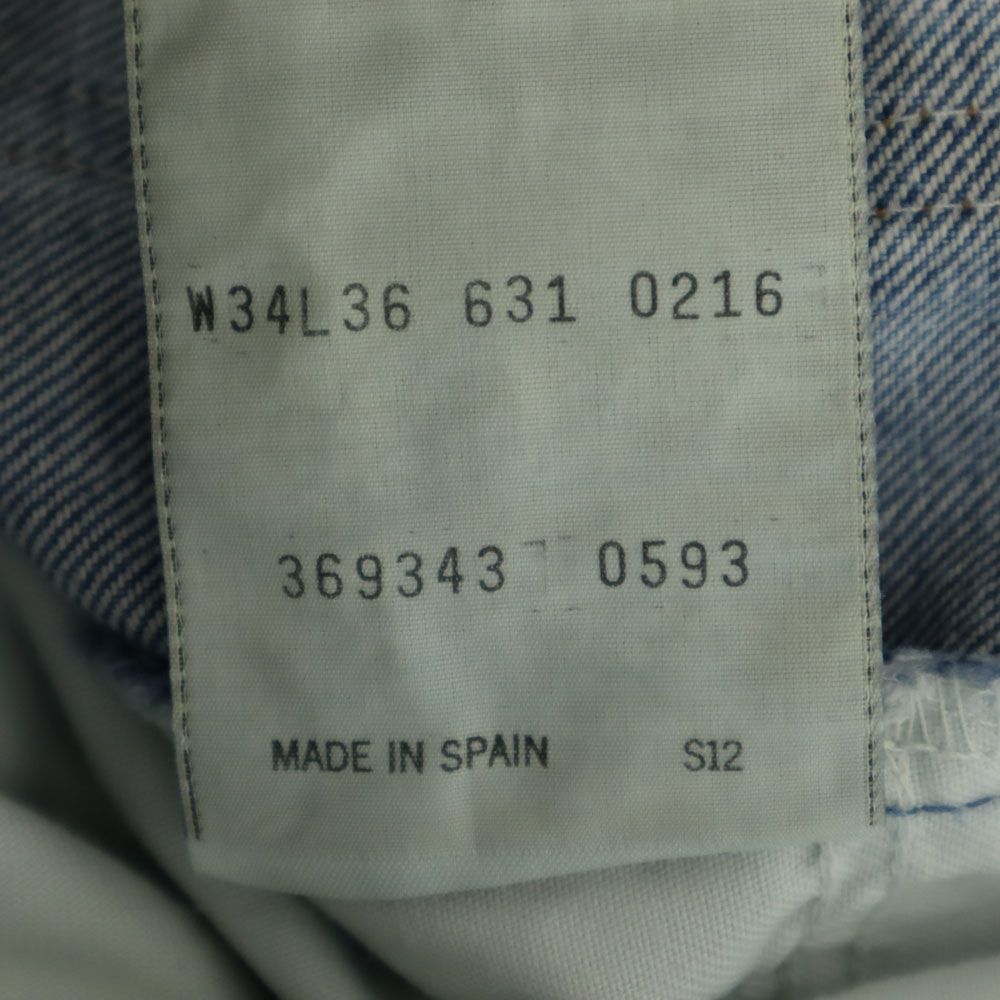 W34L36 631 0216
369343 0593
MADE IN SPAIN S12